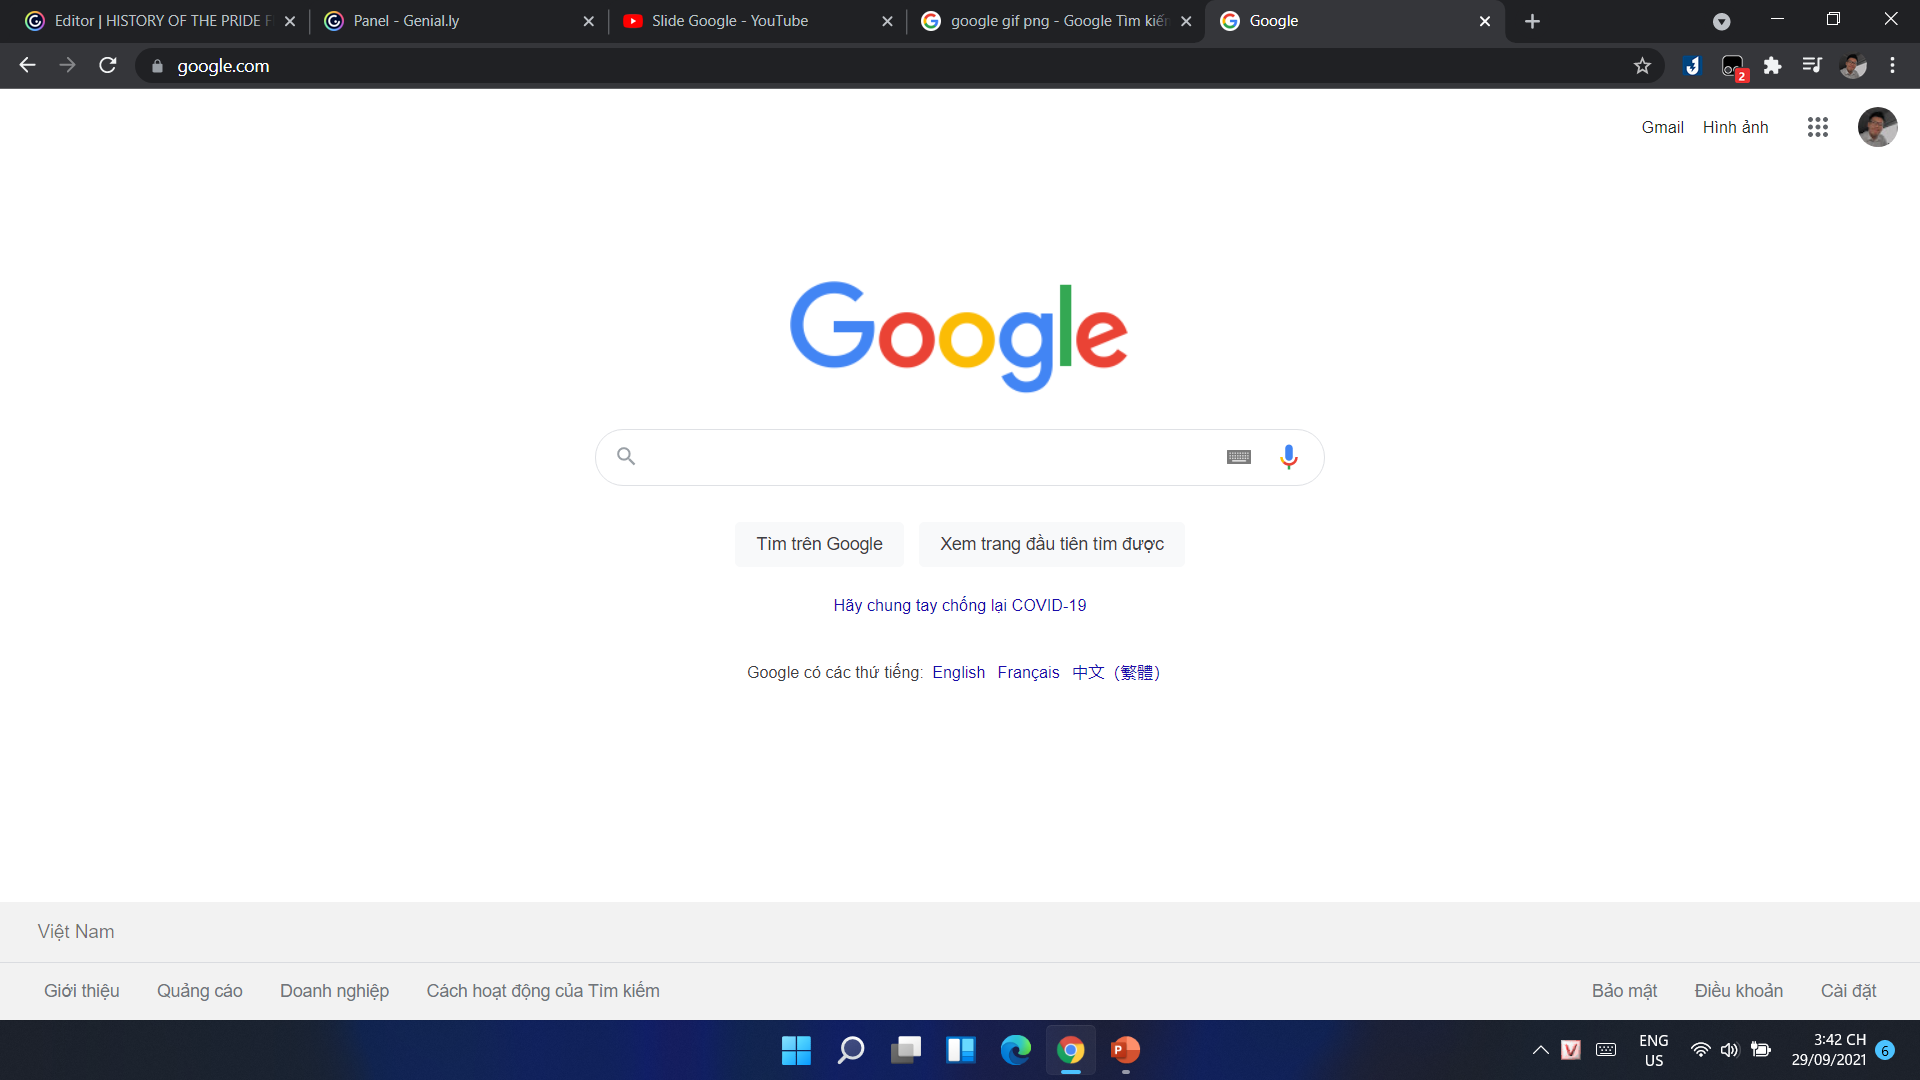 Editor | HISTORY OF THE PRIDE F
Panel - Genial.ly
Slide Google - YouTube
google gif png - Google Tìm kiếm
Google
google.com
2
Gmail
Hình ảnh
Google
Tìm trên Google
Xem trang đầu tiên tìm được
Hãy chung tay chống lại COVID-19
Google có các thứ tiếng: English Français 中文（繁體）
Việt Nam
Giới thiệu
Quảng cáo
Doanh nghiệp
Cách hoạt động của Tìm kiếm
Bảo mật
Điều khoản
Cài đặt
P
V
ENG
US
3:42 CH
29/09/2021
6